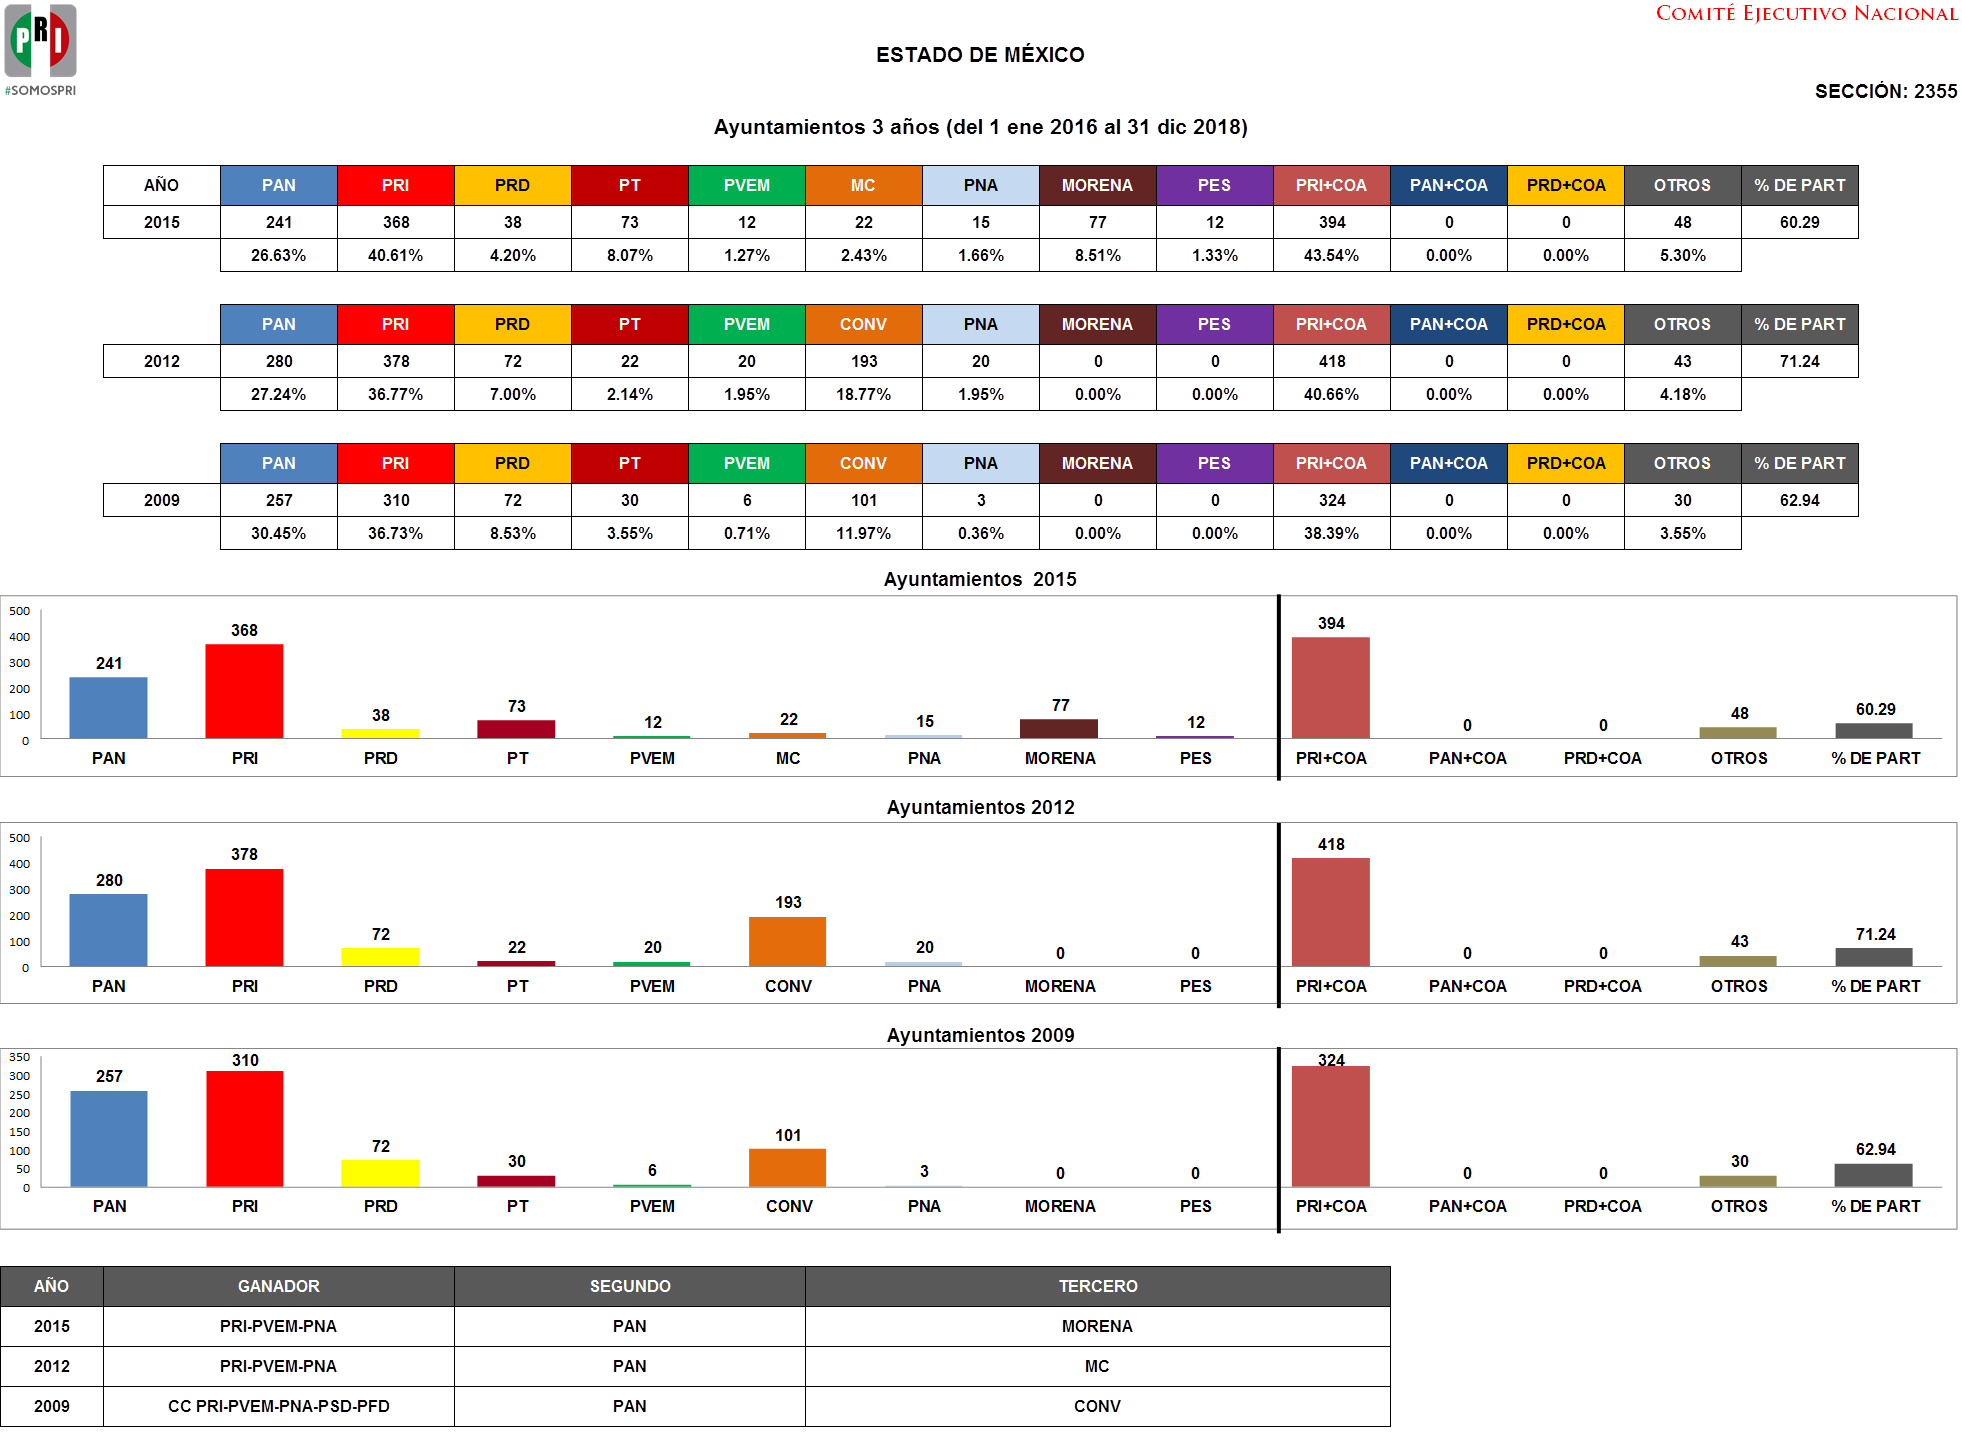 COMITÉ EJECUTIVO NACIONAL
PRI
#SOMOSPRI
ESTADO DE MÉXICO
SECCIÓN: 2355
Ayuntamientos 3 años (del 1 ene 2016 al 31 dic 2018)
AÑO PAN PRI PRD PT PVEM MC PNA MORENA PES PRI+COA PAN+COA PRD+COA OTROS % DE PART
2015 241 368 38 73 12 22 15 77 12 394 0 0 48 60.29
26.63% 40.61% 4.20% 8.07% 1.27% 2.43% 1.66% 8.51% 1.33% 43.54% 0.00% 0.00% 5.30%
PAN PRI PRD PT PVEM CONV PNA MORENA PES PRI+COA PAN+COA PRD+COA OTROS % DE PART
2012 280 378 72 22 20 193 20 0 0 418 0 0 43 71.24
27.24% 36.77% 7.00% 2.14% 1.95% 18.77% 1.95% 0.00% 0.00% 40.66% 0.00% 0.00% 4.18%
PAN PRI PRD PT PVEM CONV PNA MORENA PES PRI+COA PAN+COA PRD+COA OTROS % DE PART
2009 257 310 72 30 6 101 3 0 0 324 0 0 30 62.94
30.45% 36.73% 8.53% 3.55% 0.71% 11.97% 0.36% 0.00% 0.00% 38.39% 0.00% 0.00% 3.55%
Ayuntamientos 2015
500
400
300
200
100
0
241 368 38 73 12 22 15 77 12 394 0 0 48 60.29
PAN PRI PRD PT PVEM MC PNA MORENA PES PRI+COA PAN+COA PRD+COA OTROS % DE PART
Ayuntamientos 2012
500
400
300
200
100
0
280 378 72 22 20 193 20 0 0 418 0 0 43 71.24
PAN PRI PRD PT PVEM CONV PNA MORENA PES PRI+COA PAN+COA PRD+COA OTROS % DE PART
Ayuntamientos 2009
350
300
250
200
150
100
50
0
257 310 72 30 6 101 3 0 0 324 0 0 30 62.94
PAN PRI PRD PT PVEM CONV PNA MORENA PES PRI+COA PAN+COA PRD+COA OTROS % DE PART
AÑO GANADOR SEGUNDO TERCERO
2015 PRI-PVEM-PNA PAN MORENA
2012 PRI-PVEM-PNA PAN MC
2009 CC PRI-PVEM-PNA-PSD-PFD PAN CONV